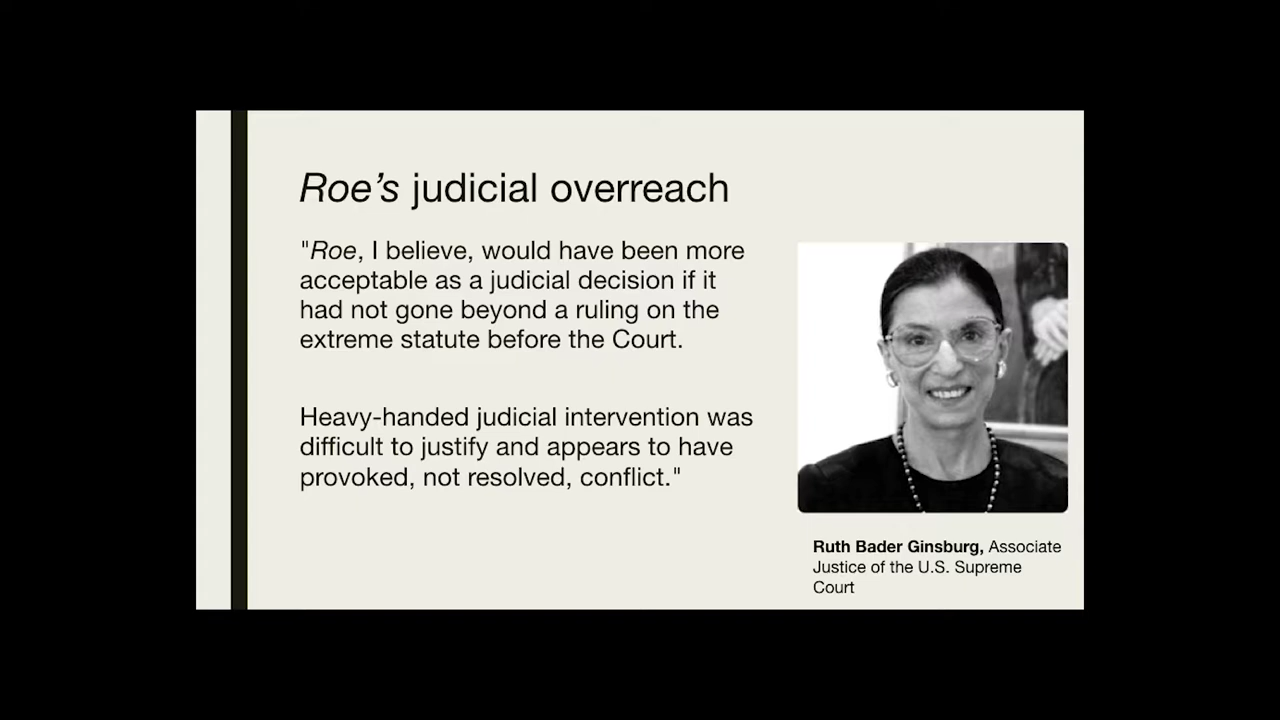 Roe’s judicial overreach
"Roe, I believe, would have been more
acceptable as a judicial decision if it
had not gone beyond a ruling on the
extreme statute before the Court.
Heavy-handed judicial intervention was
difficult to justify and appears to have
provoked, not resolved, conflict."
Ruth Bader Ginsburg, Associate
Justice of the U.S. Supreme
Court